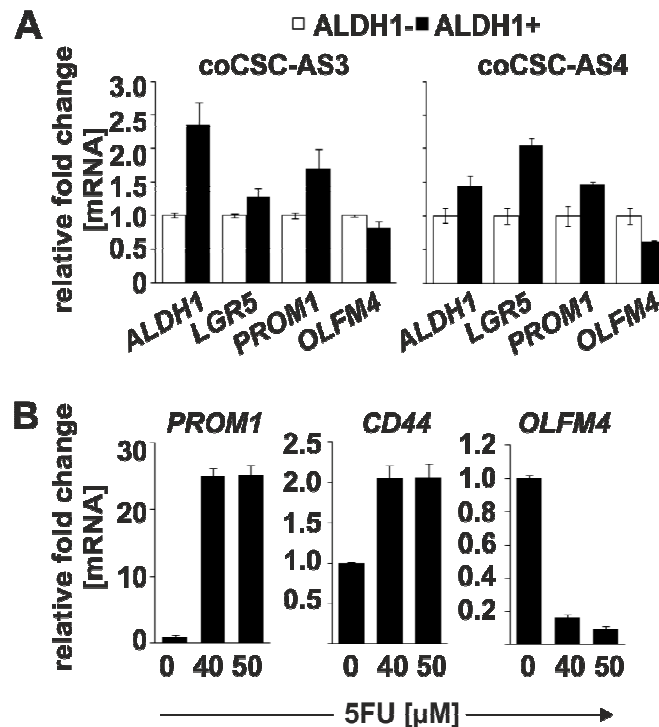 A
ALDH1- ALDH1+
coCSC-AS3 coCSC-AS4
relative fold change
[mRNA]
3.0
2.5
2.0
1.5
1.0
0.5
0
ALDH1 LGR5 PROM1 OLFM4 ALDH1 LGR5 PROM1 OLFM4
B
PROM1 CD44 OLFM4
relative fold change
[mRNA]
30
20
10
0
2.5
2.0
1.5
1.0
0.5
1.2
1.0
0.8
0.6
0.4
0.2
0 40 50 0 40 50 0 40 50
5FU [µM]